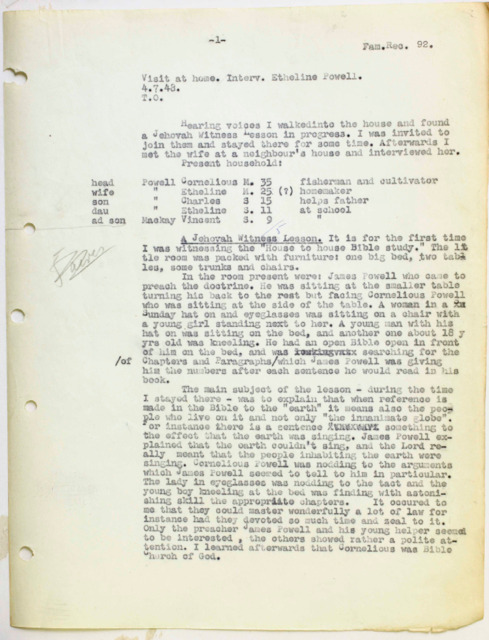 -1-
Fam.Rec. 92.
Visit at home. Interv. Etheline Powell.
4.7.43.
T.O.
Hearing voices I walkedinto the house and found
a Jehovah Witness Lesson in progress. I was invited to
join them and stayed there for some time. Afterwards I
met the wife at a neighbour's house and interviewed her.
Present household:
head Powell Cornelious M. 35 fisherman and cultivator
wife " Etheline M. 25 (?) homemaker
son " Charles S 15 helps father
dau " Etheline S. 11 at school
ad son Mackay Vincent S. 9 "
A Jehovah Witness Lesson. It is for the first time
I was witnessing the "House to house Bible study." The lit
tle room was packed with furniture: one big bed, two tab
les, some trunks and chairs.
In the room present were: James Powell who came to
preach the doctrine. He was sitting at the smaller table
turning his back to the rest but facing Cornelious Powell
who was sitting at the side of the table. A woman in a
Sunday hat on and eyeglasses was sitting on a chair with
a young girl standing next to her. A young man with his
hat on was sitting on the bed, and another one about 18 y
yrs old was kneeling. He had an open Bible open in front
of him on the bed, and was searching for the
/of Chapters and Paragraphs/which James Powell was giving
him the numbers after each sentence he would read in his
book.
The main subject of the lesson - during the time
I stayed there - was to explain that when reference is
made in the Bible to the "earth" it means also the peo
ple who live on it and not only "the inmanimate globe".
For instance there is a sentence something to
the effect that the earth was singing. James Powell ex-
plained that the earth couldn't sing, and the Lord re-
ally meant that the people inhabiting the earth were
singing. Cornelious Powell was nodding to the arguments
which James Powell seemed to tell to him in particular.
The lady in eyeglasses was nodding to the tact and the
young boy kneeling at the bed was finding with astoni-
shing skill the appropriate chapters. It occured to
me that they could master wonderfully a lot of law for
instance had they devoted so much time and zeal to it.
Only the preacher James Powell and his young helper seemed
to be interested , the others showed rather a polite at-
tention. I learned afterwards that Cornelious was Bible
Church of God.